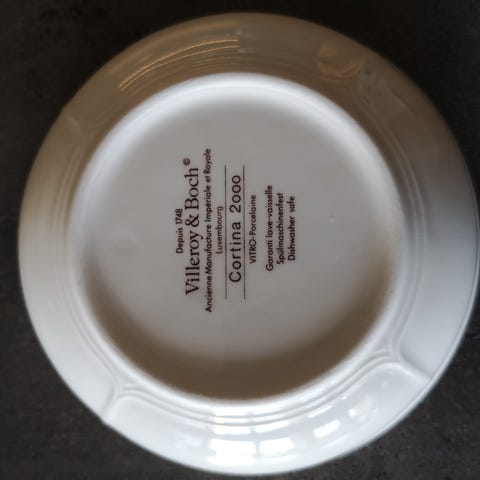 Depuis 1748
Villeroy & Boch ©
Ancienne Manufacture Impériale et Royale
Luxembourg
Cortina 2000
VITRO-Porcelaine
Garanti lave-vaisselle
Spülmaschinenfest
Dishwasher safe